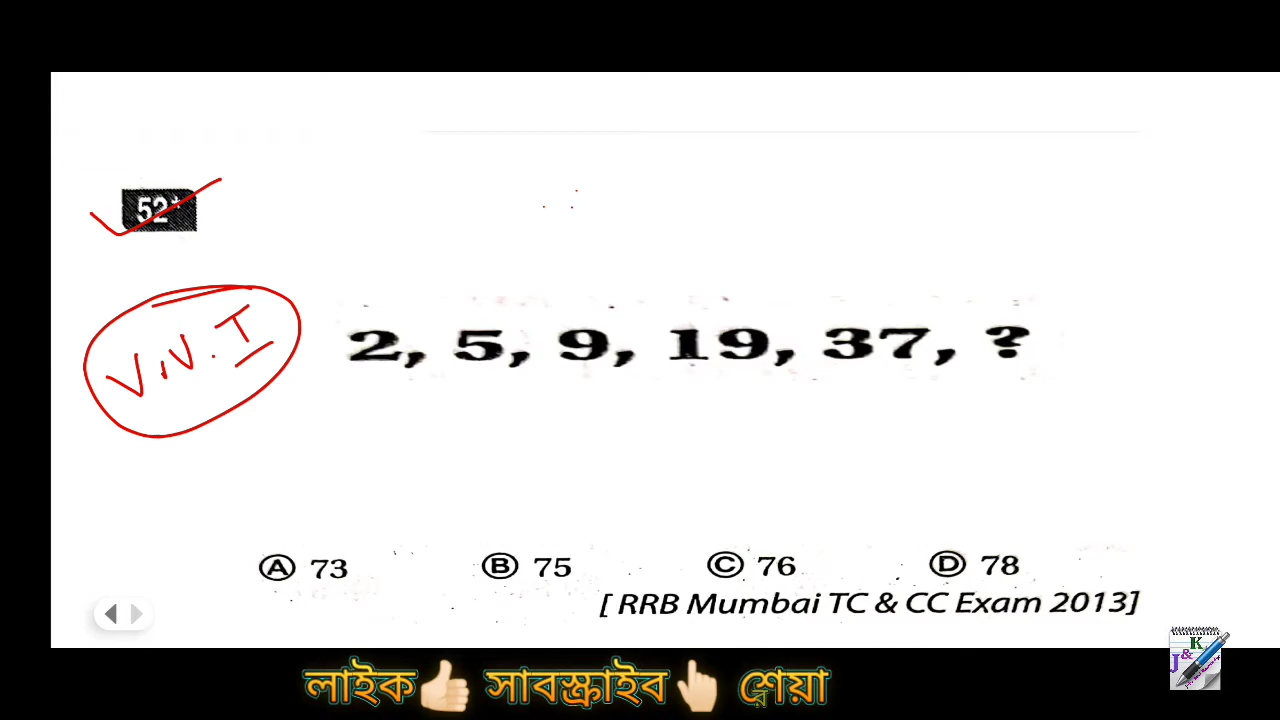 52*
V.V.I
2, 5, 9, 19, 37, ?
Ⓐ 73 Ⓑ 75 Ⓒ 76 Ⓓ 78
[ RRB Mumbai TC & CC Exam 2013]
J & K
লাইক👍🏻 সাবস্ক্রাইব👆🏻 শেয়ার